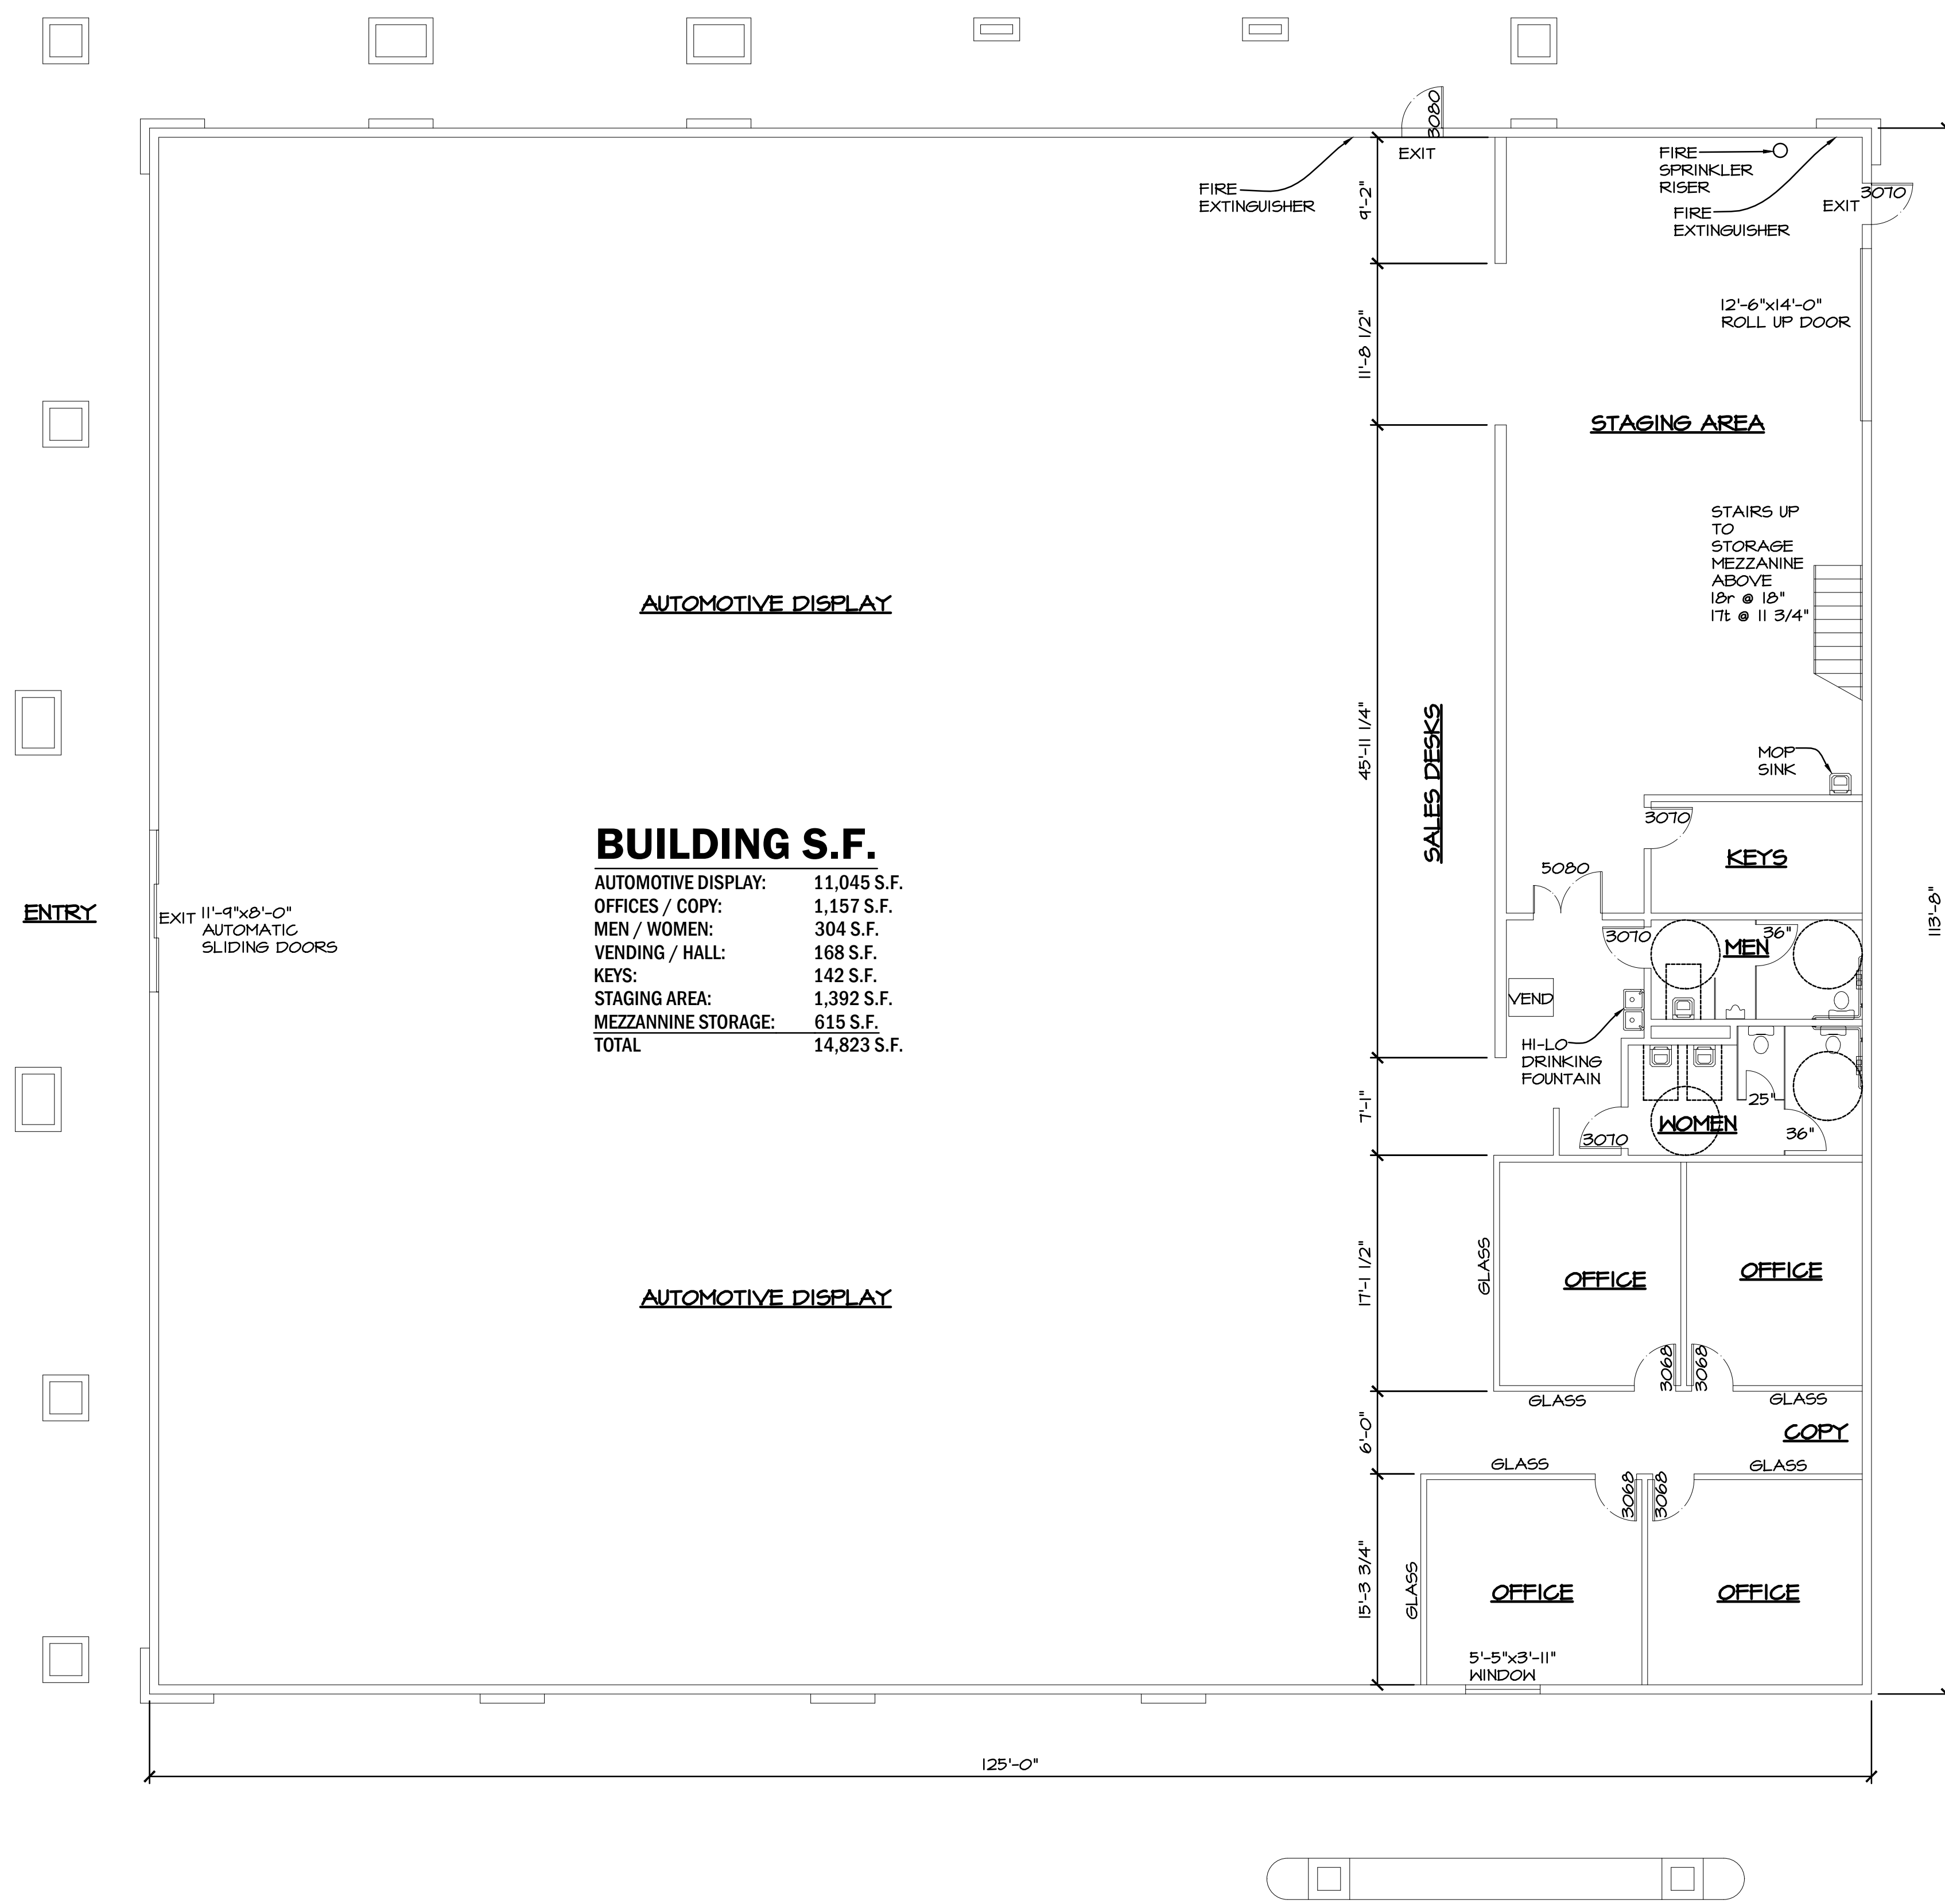 3080
EXIT
FIRE
EXTINGUISHER
FIRE
SPRINKLER
RISER
FIRE
EXTINGUISHER
EXIT
3070
9'-2"
11'-8 1/2"
12'-6"x14'-0"
ROLL UP DOOR
STAGING AREA
STAIRS UP
TO
STORAGE
MEZZANINE
ABOVE
18r @ 18"
17t @ 11 3/4"
AUTOMOTIVE DISPLAY
45'-11 1/4"
SALES DESKS
MOP
SINK
3070
KEYS
5080
BUILDING S.F.
AUTOMOTIVE DISPLAY: 11,045 S.F.
OFFICES / COPY: 1,157 S.F.
MEN / WOMEN: 304 S.F.
VENDING / HALL: 168 S.F.
KEYS: 142 S.F.
STAGING AREA: 1,392 S.F.
MEZZANNINE STORAGE: 615 S.F.
TOTAL 14,823 S.F.
ENTRY
EXIT
11'-9"x8'-0"
AUTOMATIC
SLIDING DOORS
113'-8"
3070
MEN
36"
VEND
HI-LO
DRINKING
FOUNTAIN
7'-1"
25"
WOMEN
36"
3070
17'-1 1/2"
GLASS
OFFICE
OFFICE
AUTOMOTIVE DISPLAY
3068
3068
GLASS
GLASS
6'-0"
COPY
GLASS
GLASS
3068
3068
15'-3 3/4"
GLASS
OFFICE
OFFICE
5'-5"x3'-11"
WINDOW
125'-0"